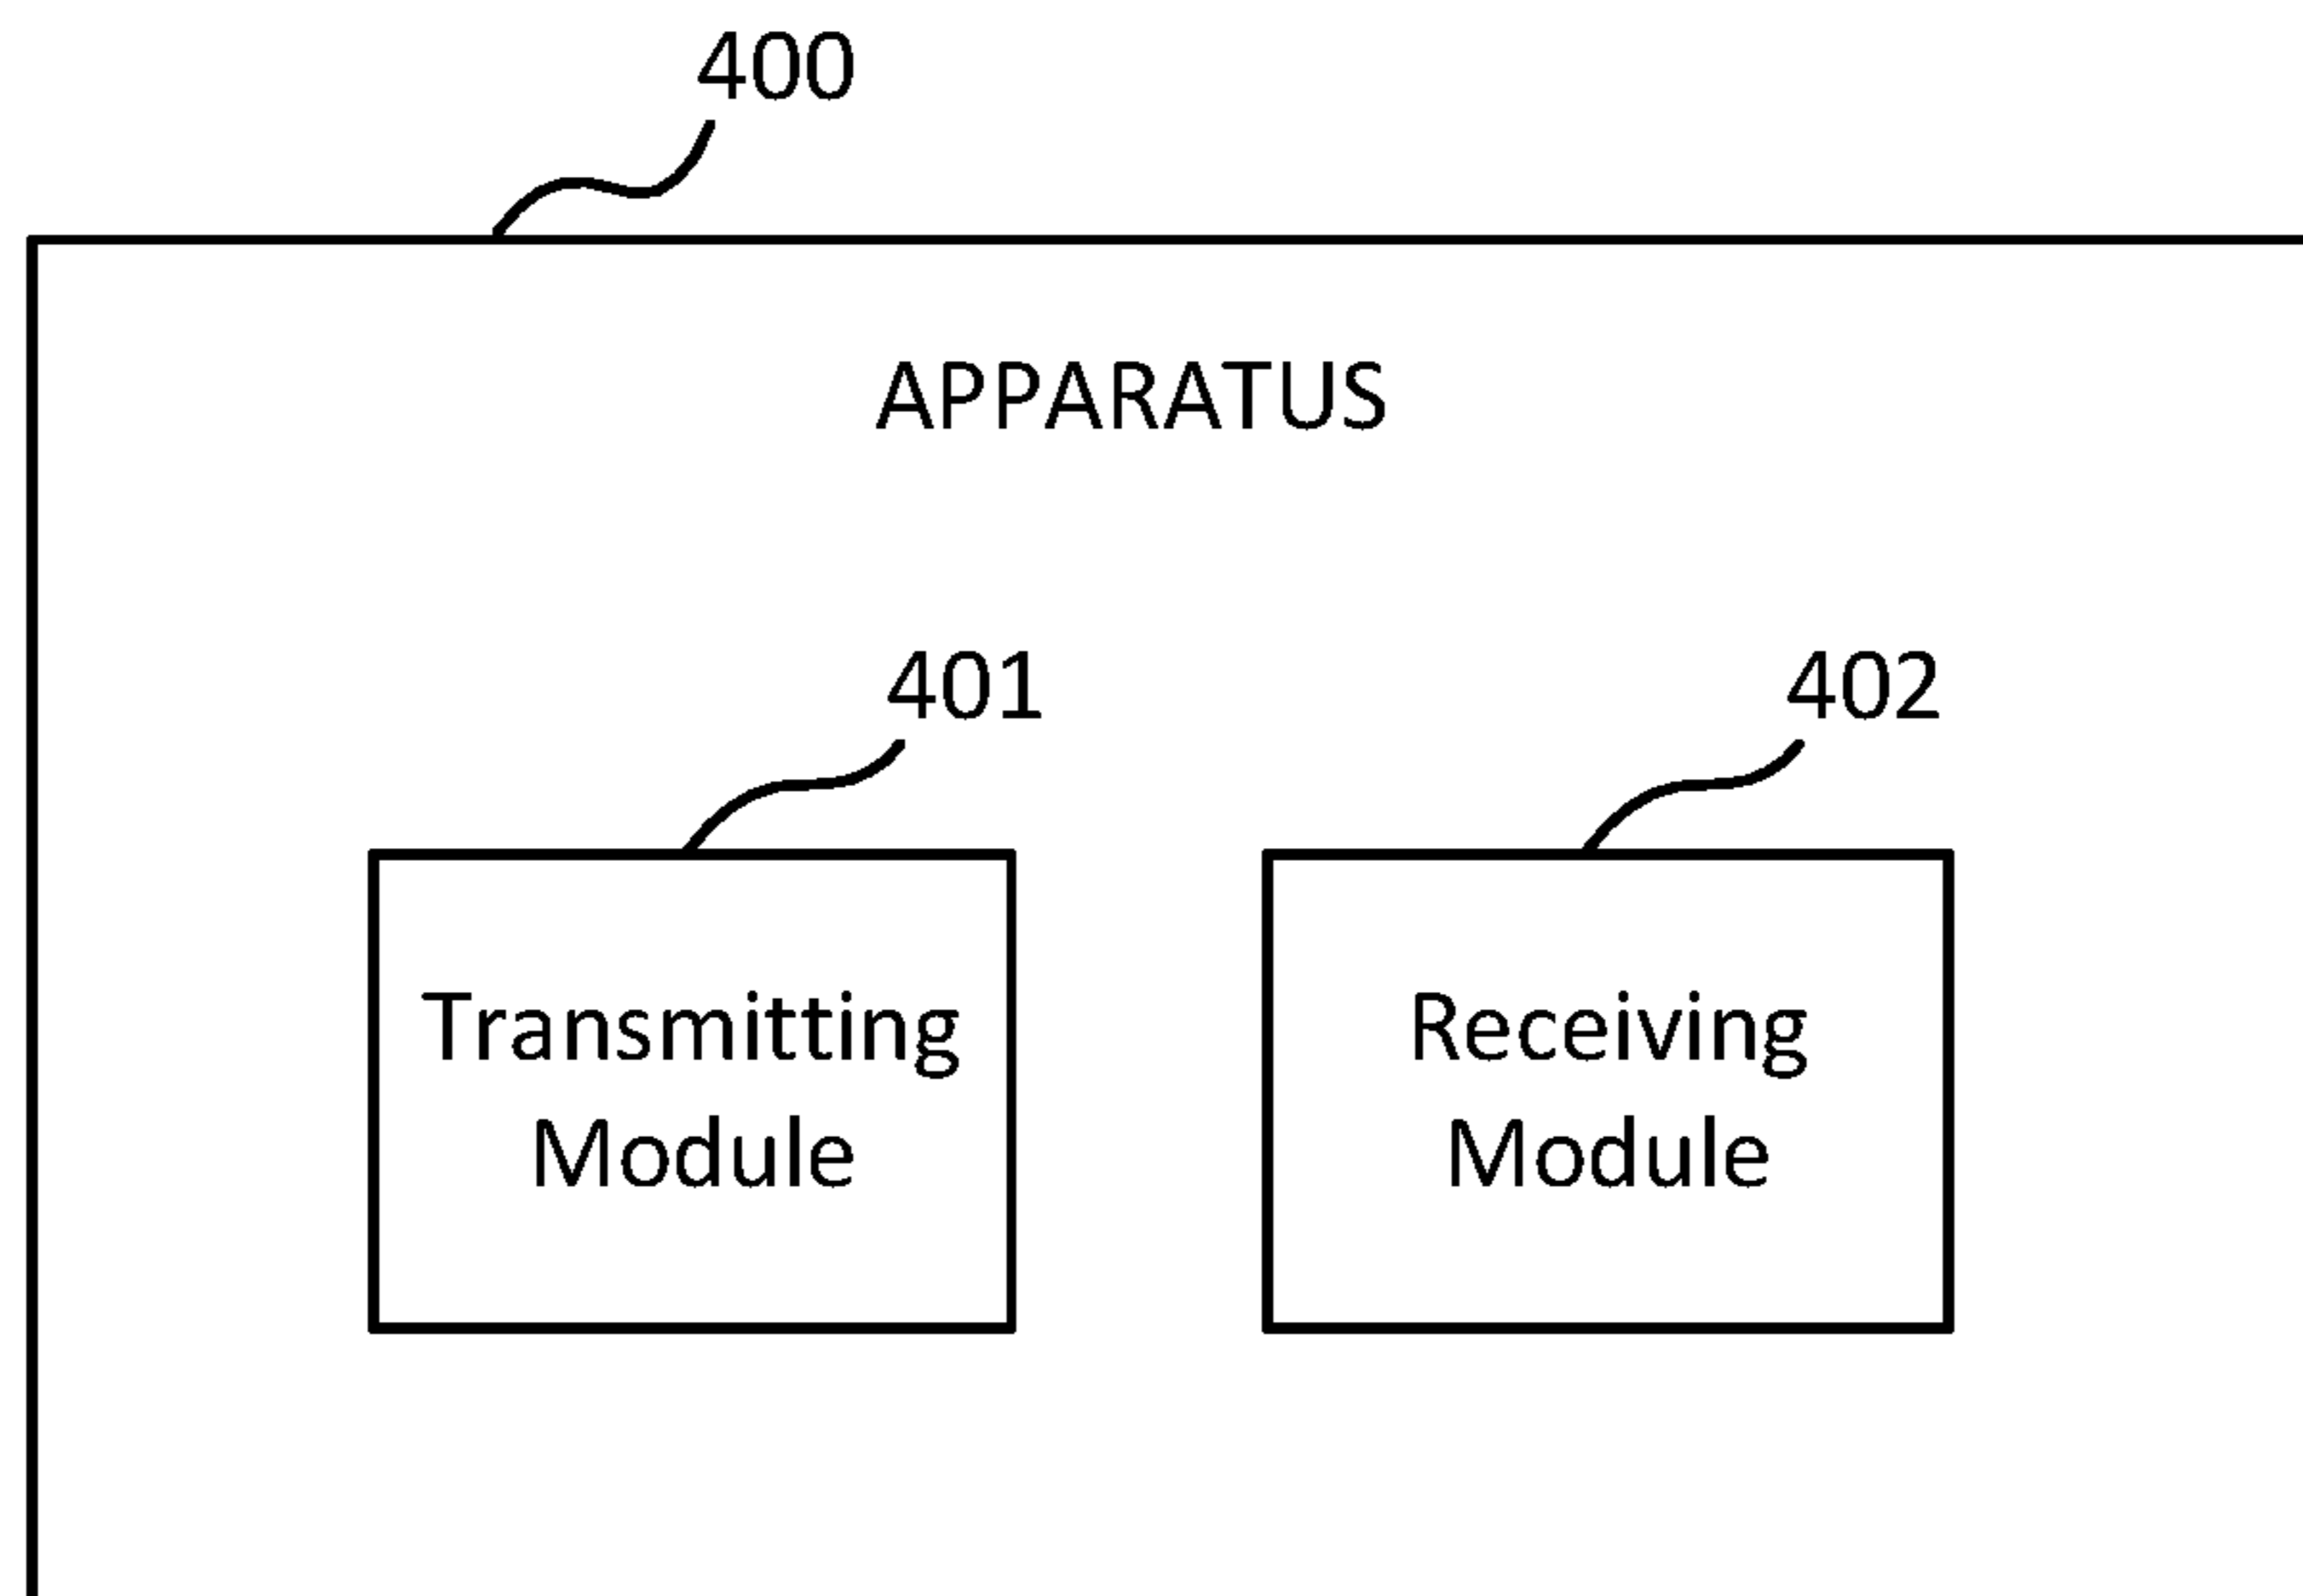 400
APPARATUS
401
402
Transmitting
Module
Receiving
Module